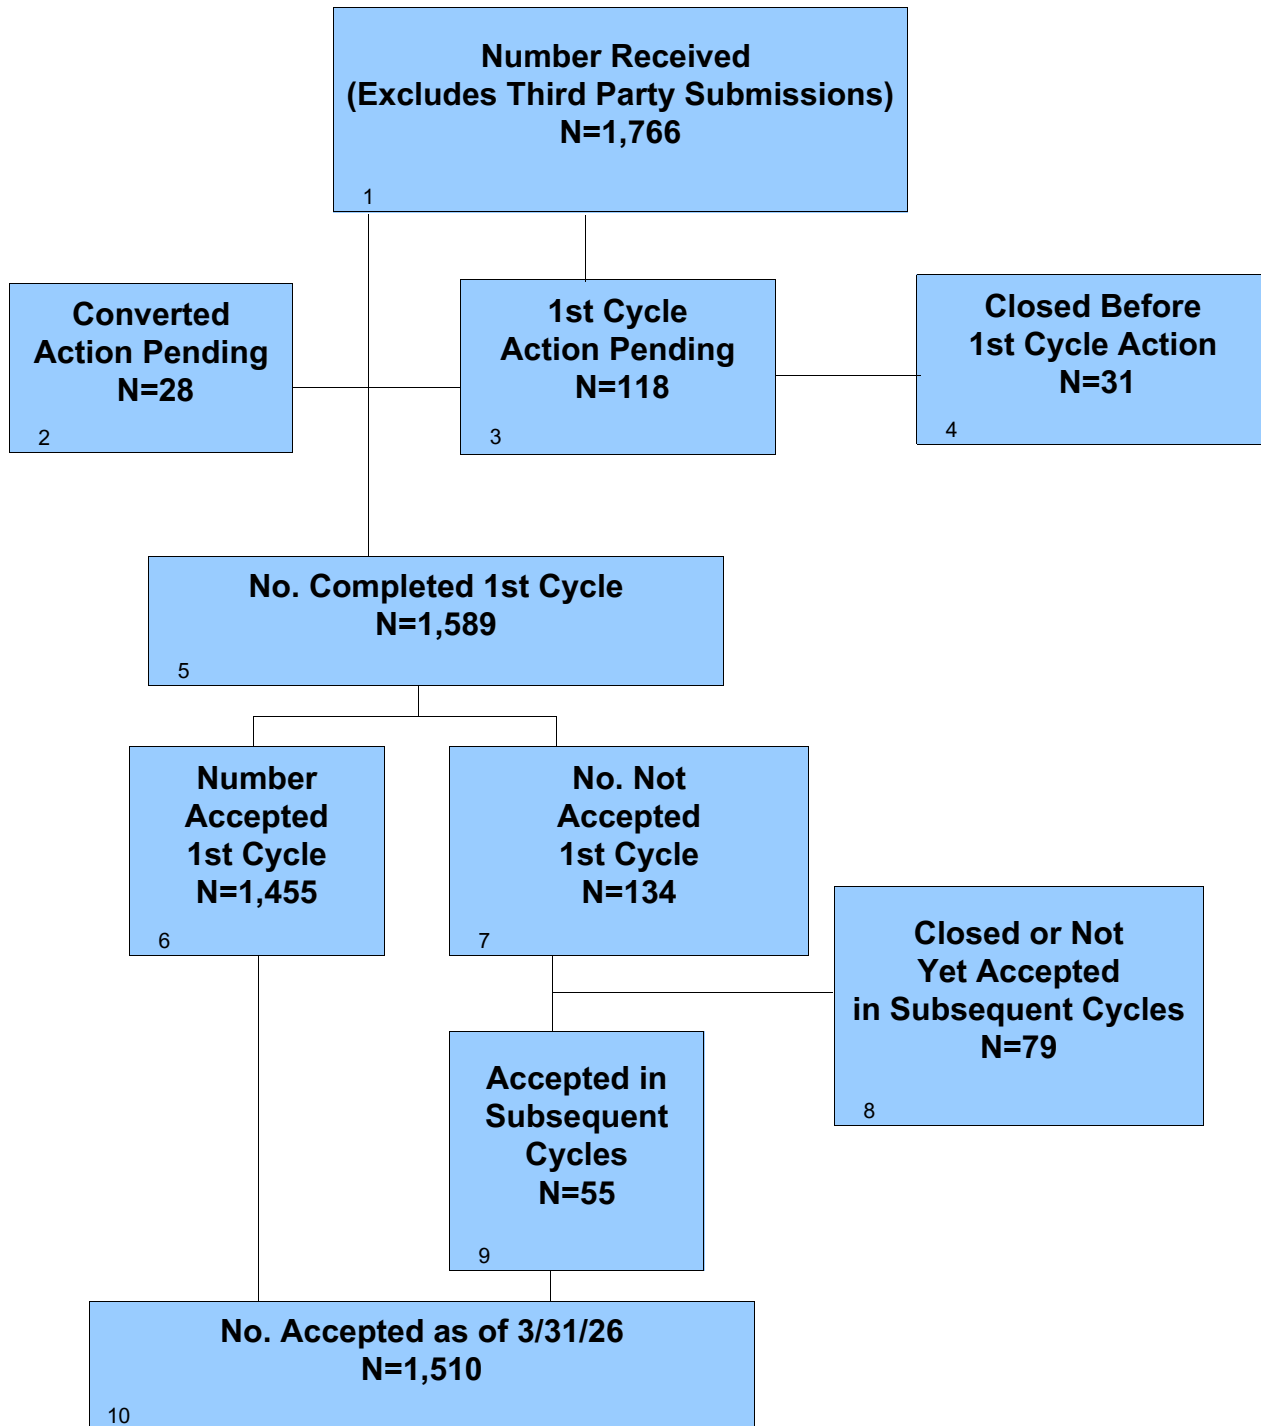 Number Received
(Excludes Third Party Submissions)
N=1,766
1
Converted
Action Pending
N=28
2
1st Cycle
Action Pending
N=118
3
Closed Before
1st Cycle Action
N=31
4
No. Completed 1st Cycle
N=1,589
5
Number
Accepted
1st Cycle
N=1,455
6
No. Not
Accepted
1st Cycle
N=134
7
Closed or Not
Yet Accepted
in Subsequent Cycles
N=79
8
Accepted in
Subsequent
Cycles
N=55
9
No. Accepted as of 3/31/26
N=1,510
10